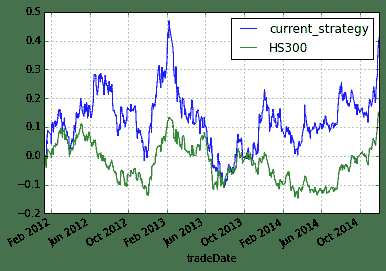 0.5
current_strategy
HS300
0.4
0.3
0.2
0.1
0.0
−0.1
−0.2
Feb 2012
Jun 2012
Oct 2012
Feb 2013
Jun 2013
Oct 2013
Feb 2014
Jun 2014
Oct 2014
tradeDate